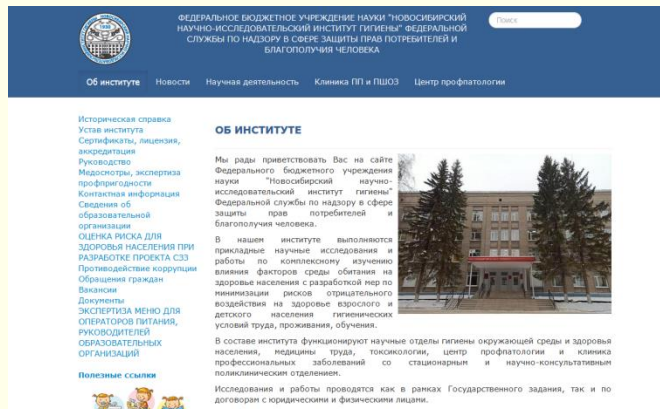 ФЕДЕРАЛЬНОЕ БЮДЖЕТНОЕ УЧРЕЖДЕНИЕ НАУКИ "НОВОСИБИРСКИЙ
НАУЧНО-ИССЛЕДОВАТЕЛЬСКИЙ ИНСТИТУТ ГИГИЕНЫ" ФЕДЕРАЛЬНОЙ
СЛУЖБЫ ПО НАДЗОРУ В СФЕРЕ ЗАЩИТЫ ПРАВ ПОТРЕБИТЕЛЕЙ И
БЛАГОПОЛУЧИЯ ЧЕЛОВЕКА
Поиск
Об институте Новости Научная деятельность Клиника ПП и ПШОЗ Центр профпатологии
Историческая справка
Устав института
Сертификаты, лицензия,
аккредитация
Руководство
Медосмотры, экспертиза
профпригодности
Контактная информация
Сведения об
образовательной
организации
ОЦЕНКА РИСКА ДЛЯ
ЗДОРОВЬЯ НАСЕЛЕНИЯ ПРИ
РАЗРАБОТКЕ ПРОЕКТА СЗЗ
Противодействие коррупции
Обращения граждан
Вакансии
Документы
ЭКСПЕРТИЗА МЕНЮ ДЛЯ
ОПЕРАТОРОВ ПИТАНИЯ,
РУКОВОДИТЕЛЕЙ
ОБРАЗОВАТЕЛЬНЫХ
ОРГАНИЗАЦИЙ
Полезные ссылки
ОБ ИНСТИТУТЕ
Мы рады приветствовать Вас на сайте
Федерального бюджетного учреждения
науки "Новосибирский научно-
исследовательский институт гигиены"
Федеральной службы по надзору в сфере
защиты прав потребителей и
благополучия человека.
В нашем институте выполняются
прикладные научные исследования и
работы по комплексному изучению
влияния факторов среды обитания на
здоровье населения с разработкой мер по
минимизации рисков отрицательного
воздействия на здоровье взрослого и
детского населения гигиенических
условий труда, проживания, обучения.
В составе института функционируют научные отделы гигиены окружающей среды и здоровья
населения, медицины труда, токсикологии, центр профпатологии и клиника
профессиональных заболеваний со стационарным и научно-консультативным
поликлиническим отделением.
Исследования и работы проводятся как в рамках Государственного задания, так и по
договорам с юридическими и физическими лицами.